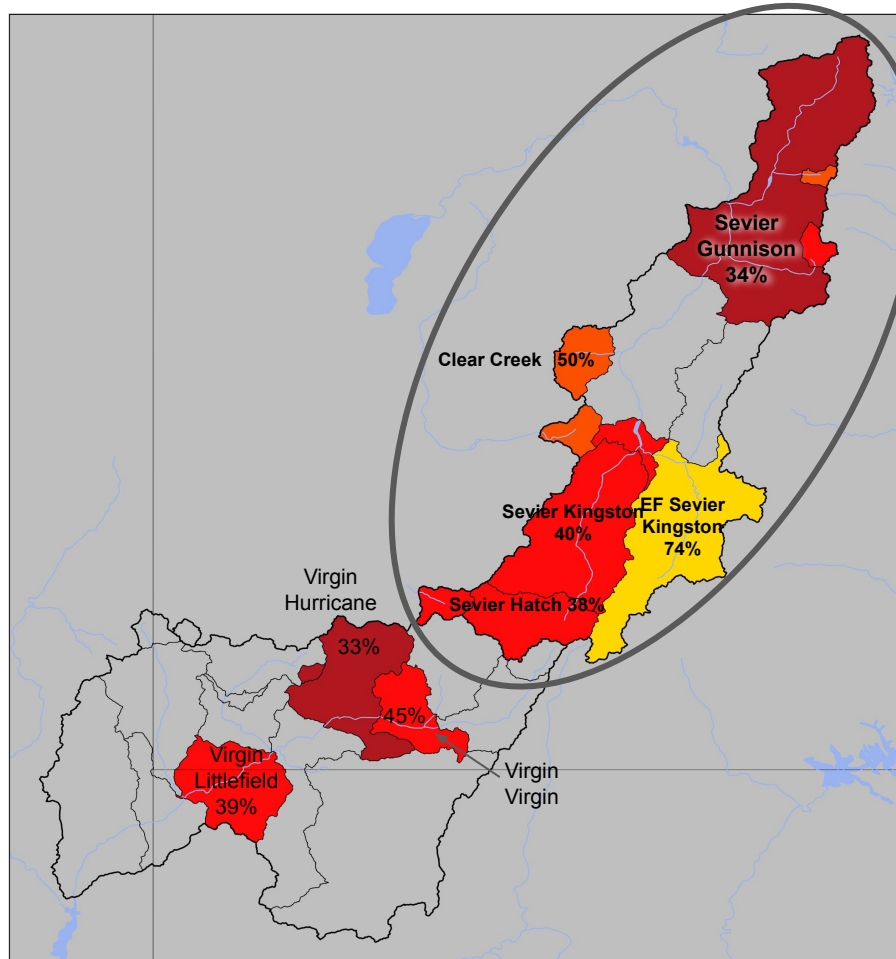 Sevier
Gunnison
34%
Clear Creek 50%
Sevier Kingston
40%
EF Sevier
Kingston
74%
Sevier Hatch 38%
Virgin
Hurricane
33%
45%
Virgin
Virgin
Virgin
Littlefield
39%